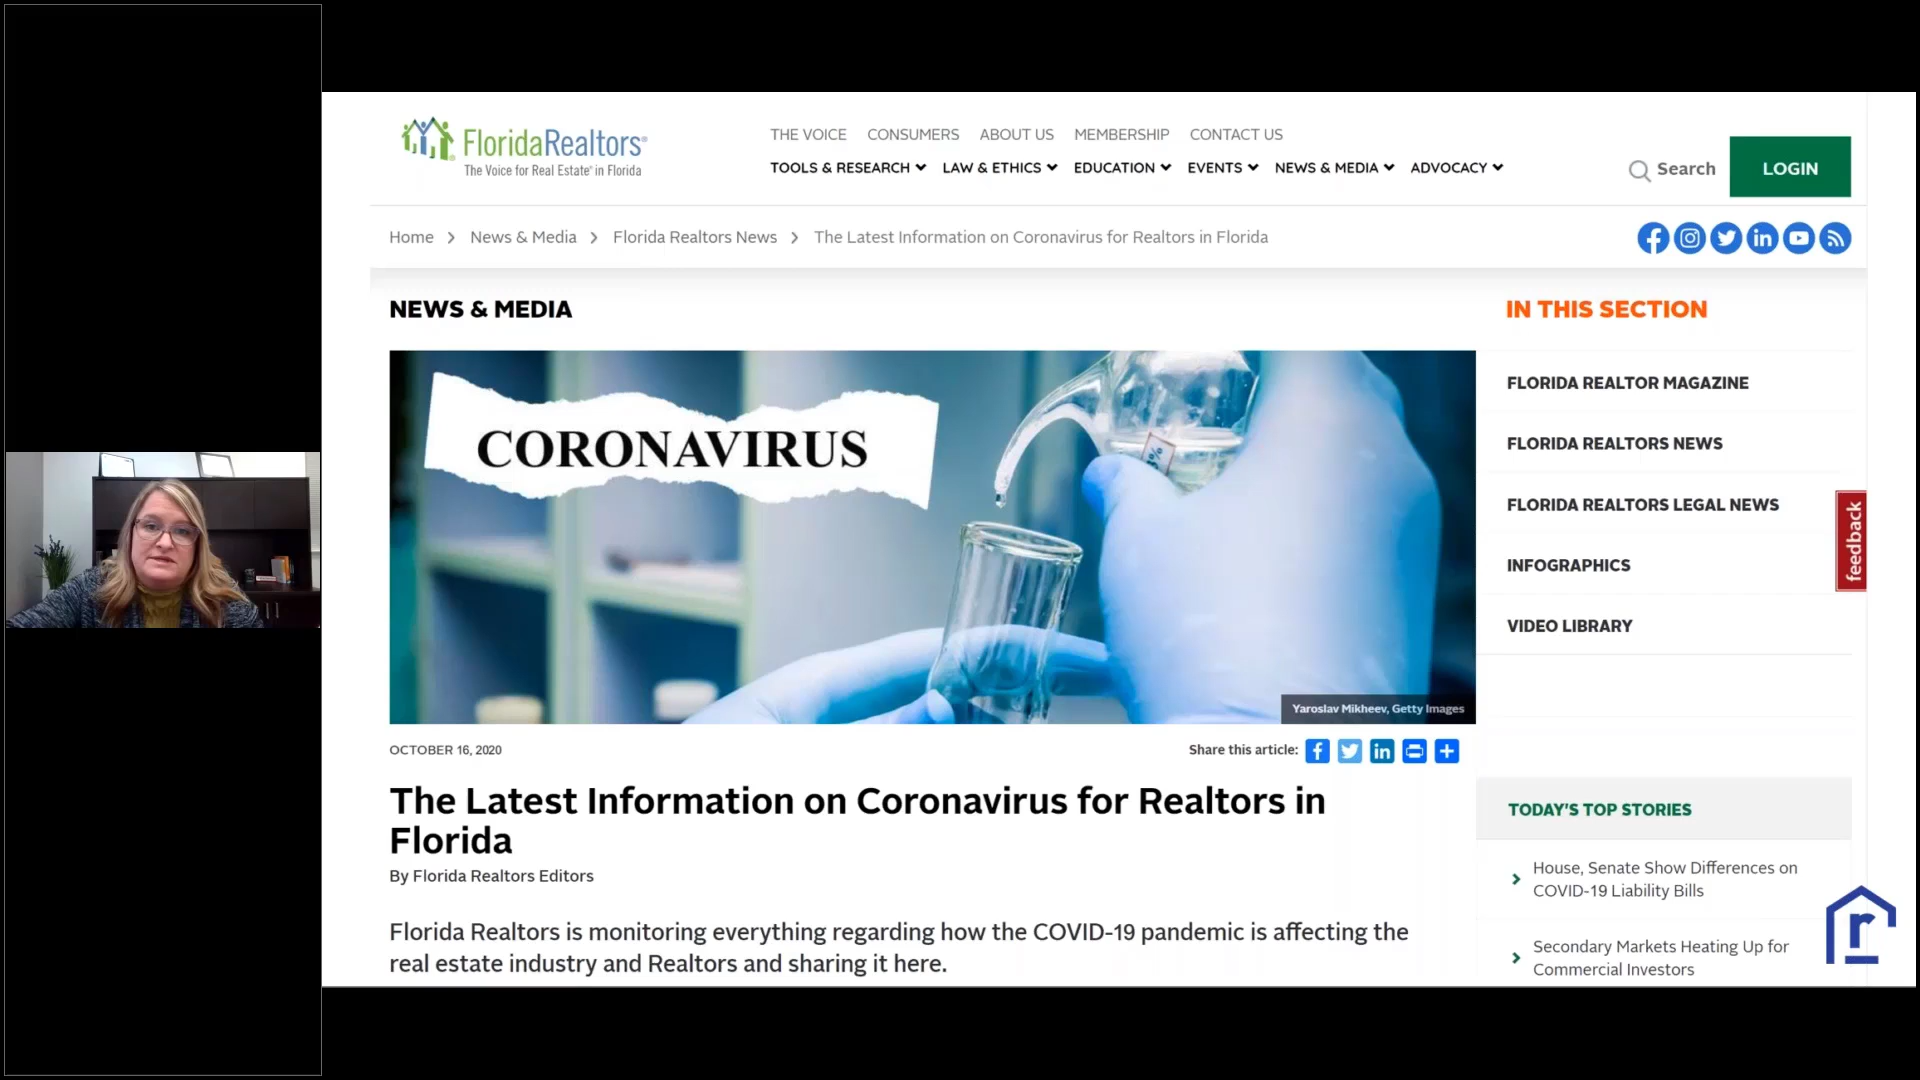 FloridaRealtors®
The Voice for Real Estate® in Florida
THE VOICE CONSUMERS ABOUT US MEMBERSHIP CONTACT US
TOOLS & RESEARCH LAW & ETHICS EDUCATION EVENTS NEWS & MEDIA ADVOCACY
Search
LOGIN
Home > News & Media > Florida Realtors News > The Latest Information on Coronavirus for Realtors in Florida
NEWS & MEDIA
CORONAVIRUS
Yaroslav Mikheev, Getty Images
OCTOBER 16, 2020
Share this article:
The Latest Information on Coronavirus for Realtors in
Florida
By Florida Realtors Editors
Florida Realtors is monitoring everything regarding how the COVID-19 pandemic is affecting the
real estate industry and Realtors and sharing it here.
IN THIS SECTION
FLORIDA REALTOR MAGAZINE
FLORIDA REALTORS NEWS
FLORIDA REALTORS LEGAL NEWS
INFOGRAPHICS
VIDEO LIBRARY
feedback
TODAY'S TOP STORIES
House, Senate Show Differences on
COVID-19 Liability Bills
Secondary Markets Heating Up for
Commercial Investors
r